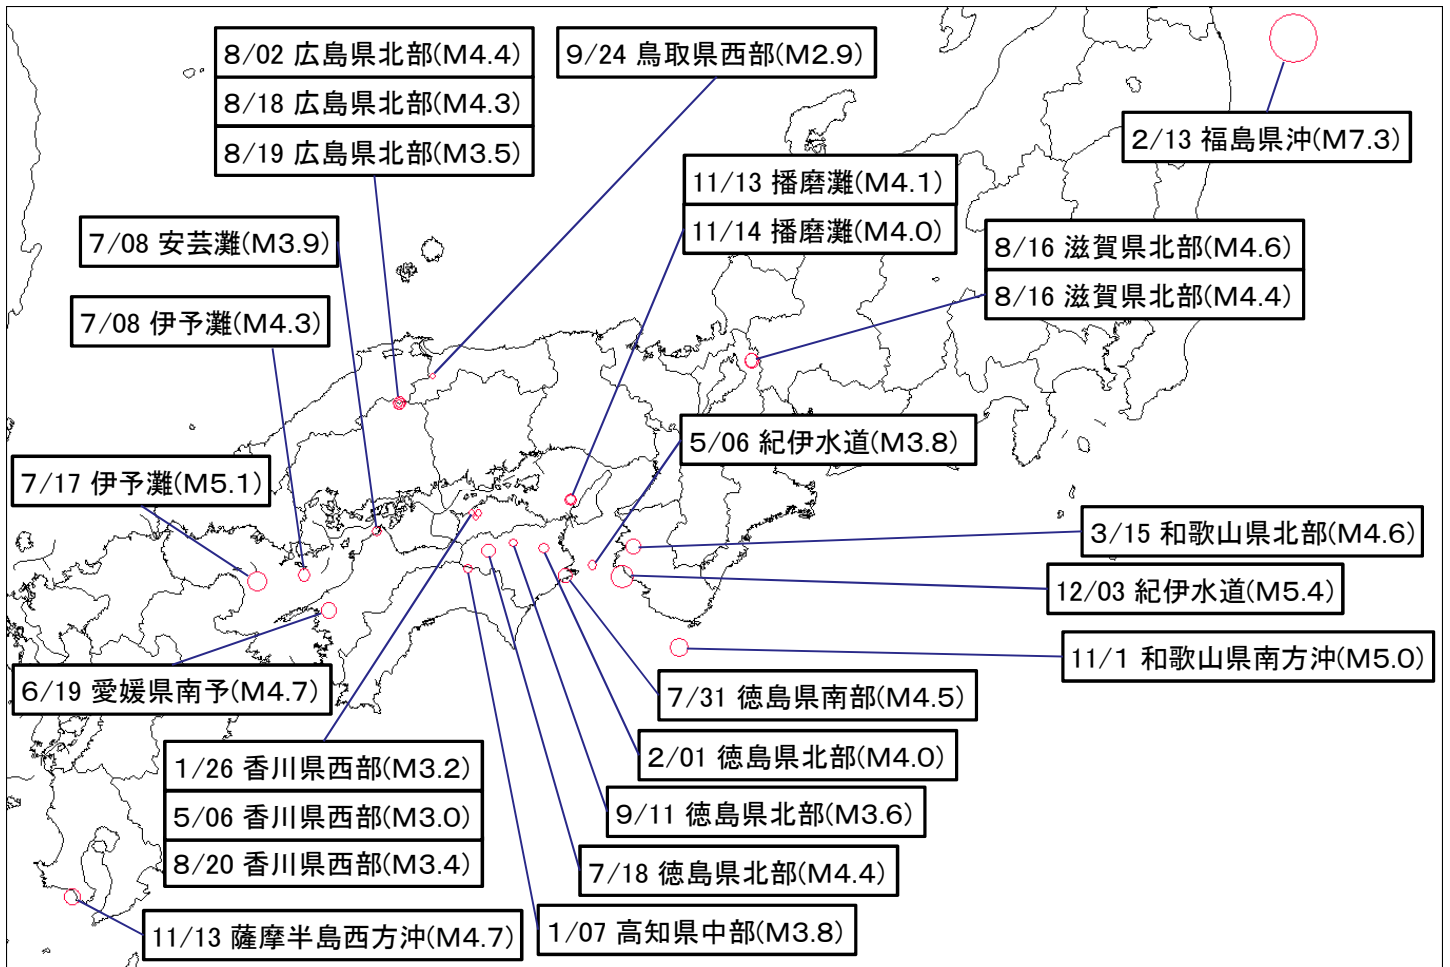 8/02 広島県北部(M4.4)
8/18 広島県北部(M4.3)
8/19 広島県北部(M3.5)
9/24 鳥取県西部(M2.9)
2/13 福島県沖(M7.3)
11/13 播磨灘(M4.1)
11/14 播磨灘(M4.0)
7/08 安芸灘(M3.9)
8/16 滋賀県北部(M4.6)
8/16 滋賀県北部(M4.4)
7/08 伊予灘(M4.3)
5/06 紀伊水道(M3.8)
7/17 伊予灘(M5.1)
3/15 和歌山県北部(M4.6)
12/03 紀伊水道(M5.4)
11/1 和歌山県南方沖(M5.0)
6/19 愛媛県南予(M4.7)
7/31 徳島県南部(M4.5)
2/01 徳島県北部(M4.0)
1/26 香川県西部(M3.2)
5/06 香川県西部(M3.0)
8/20 香川県西部(M3.4)
9/11 徳島県北部(M3.6)
7/18 徳島県北部(M4.4)
11/13 薩摩半島西方沖(M4.7)
1/07 高知県中部(M3.8)